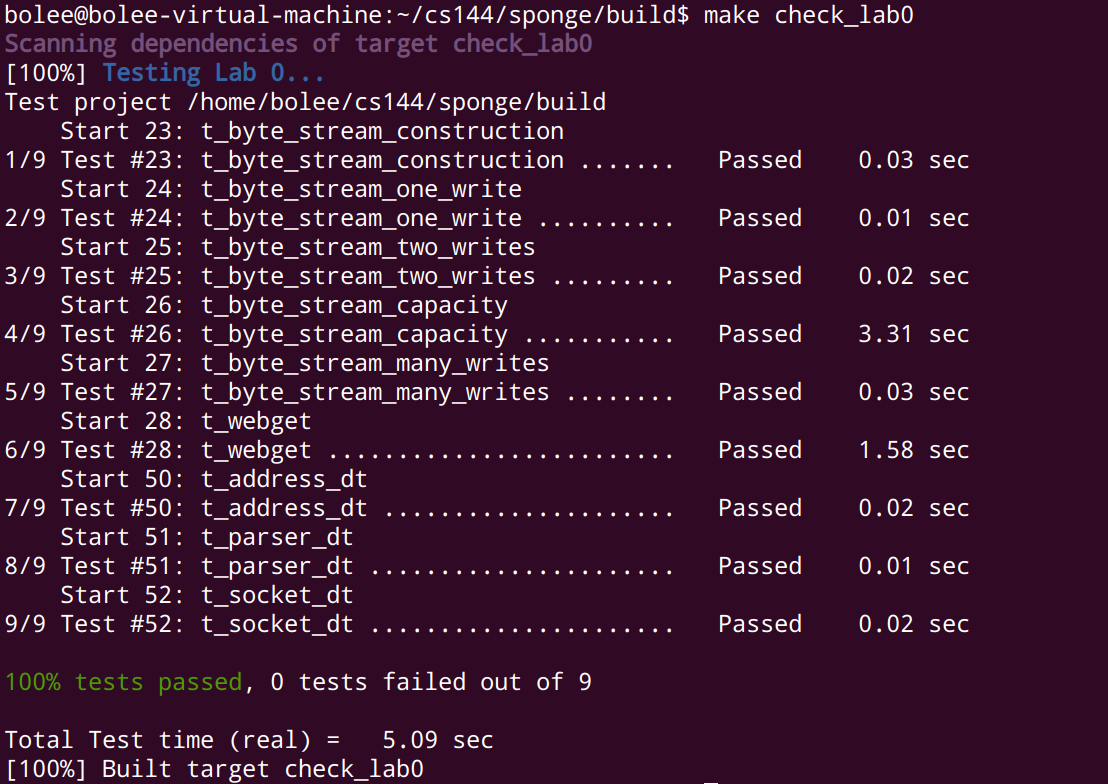 bolee@bolee-virtual-machine:~/cs144/sponge/build$ make check_lab0
Scanning dependencies of target check_lab0
[100%] Testing Lab 0...
Test project /home/bolee/cs144/sponge/build
    Start 23: t_byte_stream_construction
1/9 Test #23: t_byte_stream_construction .......   Passed    0.03 sec
    Start 24: t_byte_stream_one_write
2/9 Test #24: t_byte_stream_one_write ..........   Passed    0.01 sec
    Start 25: t_byte_stream_two_writes
3/9 Test #25: t_byte_stream_two_writes .........   Passed    0.02 sec
    Start 26: t_byte_stream_capacity
4/9 Test #26: t_byte_stream_capacity ...........   Passed    3.31 sec
    Start 27: t_byte_stream_many_writes
5/9 Test #27: t_byte_stream_many_writes ........   Passed    0.03 sec
    Start 28: t_webget
6/9 Test #28: t_webget .........................   Passed    1.58 sec
    Start 50: t_address_dt
7/9 Test #50: t_address_dt .....................   Passed    0.02 sec
    Start 51: t_parser_dt
8/9 Test #51: t_parser_dt ......................   Passed    0.01 sec
    Start 52: t_socket_dt
9/9 Test #52: t_socket_dt ......................   Passed    0.02 sec

100% tests passed, 0 tests failed out of 9

Total Test time (real) =   5.09 sec
[100%] Built target check_lab0